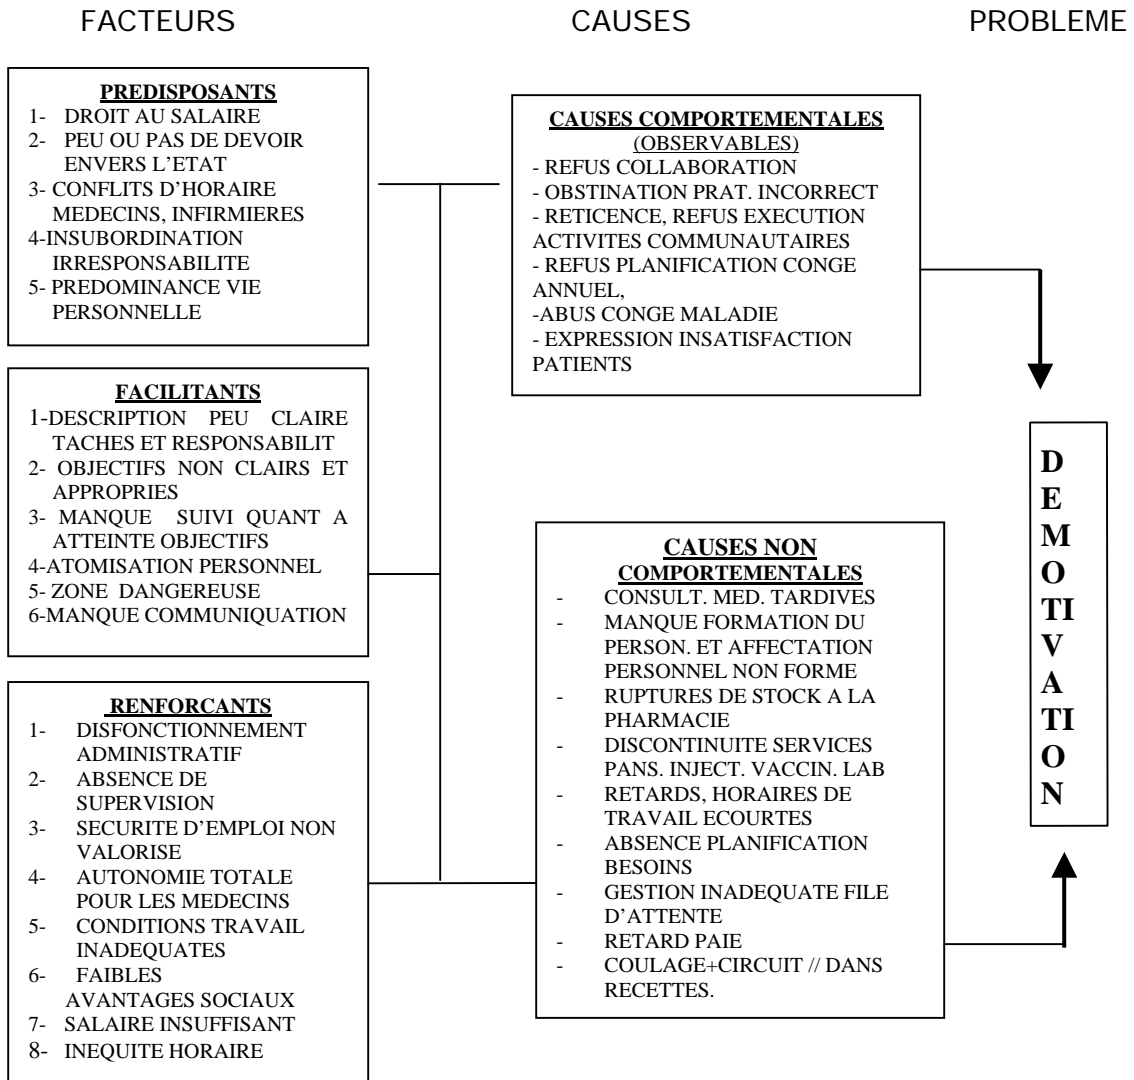 FACTEURS CAUSES PROBLEME
PREDISPOSANTS
1- DROIT AU SALAIRE
2- PEU OU PAS DE DEVOIR
ENVERS L'ETAT
3- CONFLITS D'HORAIRE
MEDECINS, INFIRMIERES
4-INSUBORDINATION
IRRESPONSABILITE
5- PREDOMINANCE VIE
PERSONNELLE
FACILITANTS
1-DESCRIPTION PEU CLAIRE
TACHES ET RESPONSABILIT
2- OBJECTIFS NON CLAIRS ET
APPROPRIES
3- MANQUE SUIVI QUANT A
ATTEINTE OBJECTIFS
4-ATOMISATION PERSONNEL
5- ZONE DANGEREUSE
6-MANQUE COMMUNIQUATION
RENFORCANTS
1- DISFONCTIONNEMENT
ADMINISTRATIF
2- ABSENCE DE
SUPERVISION
3- SECURITE D'EMPLOI NON
VALORISE
4- AUTONOMIE TOTALE
POUR LES MEDECINS
5- CONDITIONS TRAVAIL
INADEQUATES
6- FAIBLES
AVANTAGES SOCIAUX
7- SALAIRE INSUFFISANT
8- INEQUITE HORAIRE
CAUSES COMPORTEMENTALES
(OBSERVABLES)
- REFUS COLLABORATION
- OBSTINATION PRAT. INCORRECT
- RETICENCE, REFUS EXECUTION
ACTIVITES COMMUNAUTAIRES
- REFUS PLANIFICATION CONGE
ANNUEL,
-ABUS CONGE MALADIE
- EXPRESSION INSATISFACTION
PATIENTS
CAUSES NON
COMPORTEMENTALES
- CONSULT. MED. TARDIVES
- MANQUE FORMATION DU
PERSON. ET AFFECTATION
PERSONNEL NON FORME
- RUPTURES DE STOCK A LA
PHARMACIE
- DISCONTINUITE SERVICES
PANS. INJECT. VACCIN. LAB
- RETARDS, HORAIRES DE
TRAVAIL ECOURTES
- ABSENCE PLANIFICATION
BESOINS
- GESTION INADEQUATE FILE
D'ATTENTE
- RETARD PAIE
- COULAGE+CIRCUIT // DANS
RECETTES.
D
E
M
O
TI
V
A
TI
O
N